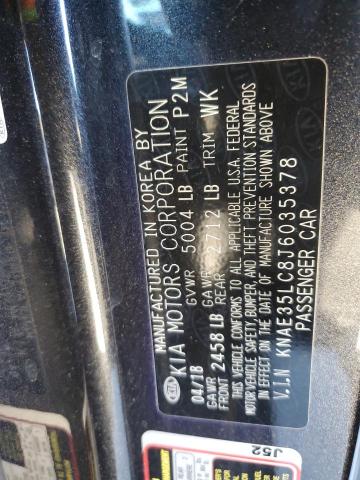 MANUFACTURED IN KOREA BY
KIA MOTORS CORPORATION
04/18 GVWR 5004 LB PAINT P2M
GAWR FRONT 2458 LB GAWR REAR 2712 LB TRIM WK
THIS VEHICLE CONFORMS TO ALL APPLICABLE U.S.A. FEDERAL
MOTOR VEHICLE SAFETY, BUMPER, AND THEFT PREVENTION STANDARDS
IN EFFECT ON THE DATE OF MANUFACTURE SHOWN ABOVE
V.I.N KNAE35LC8J6035378
PASSENGER CAR
J52